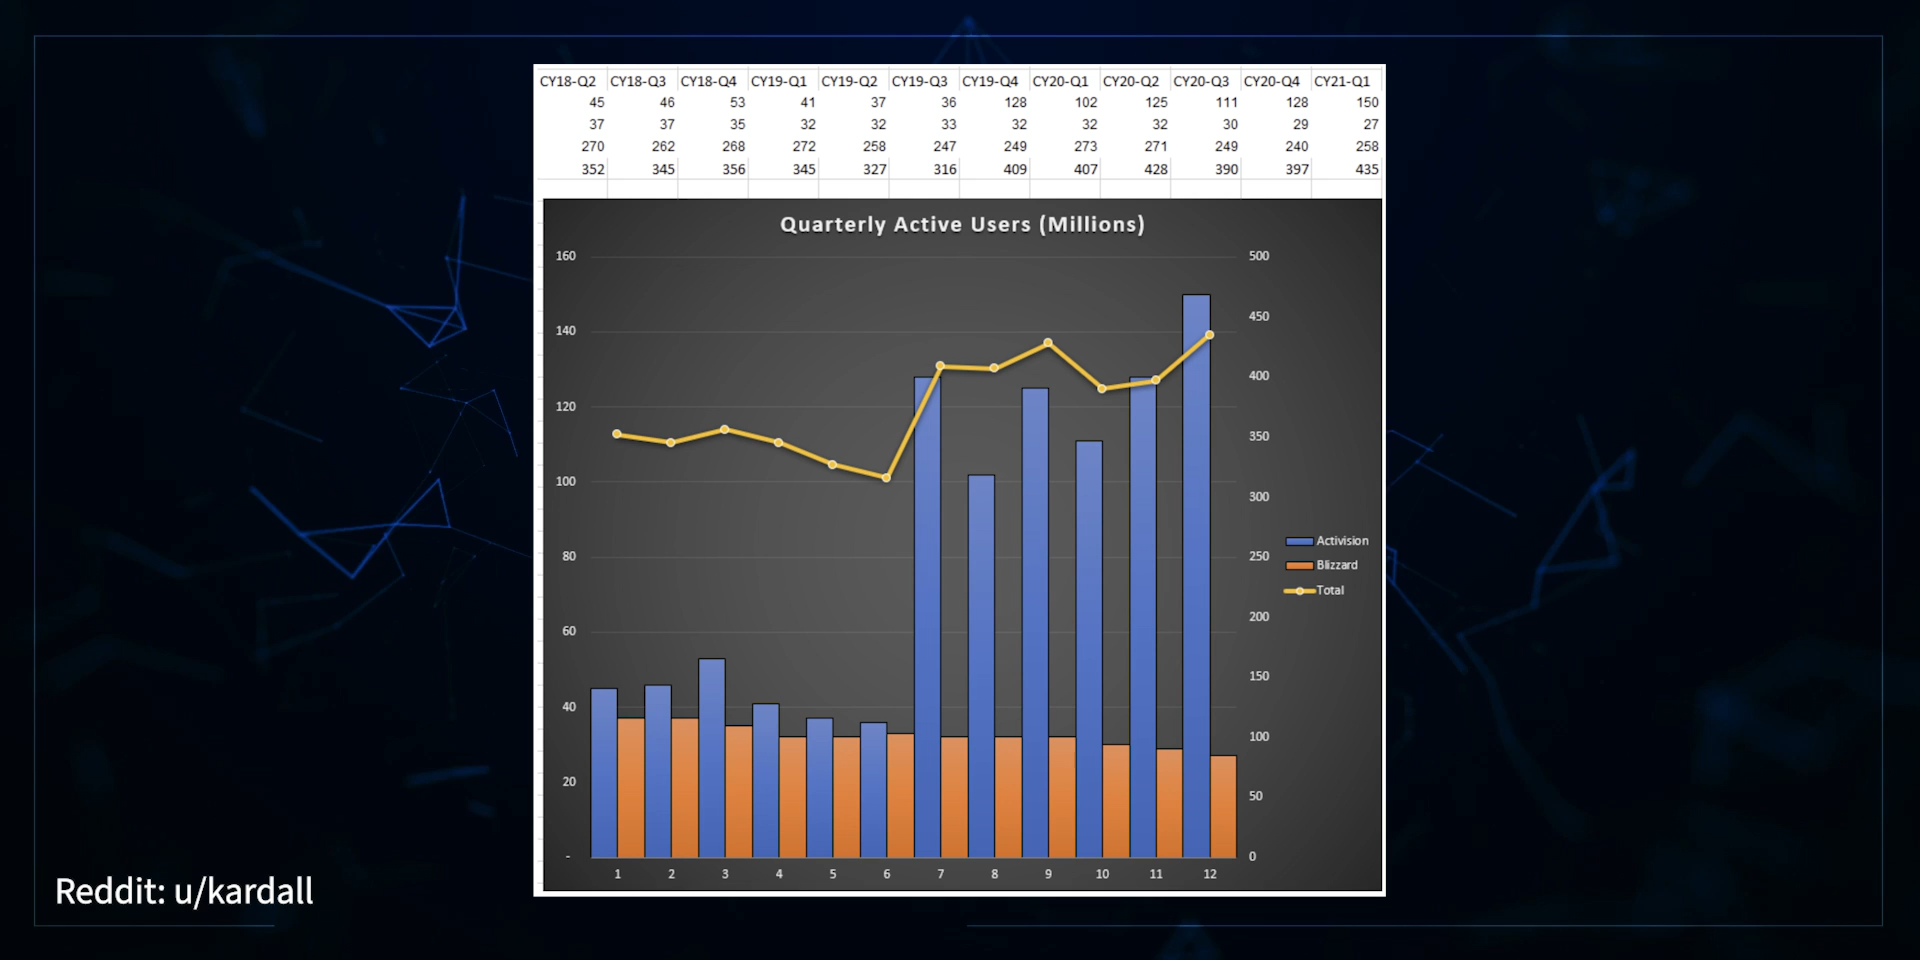 CY18-Q2 CY18-Q3 CY18-Q4 CY19-Q1 CY19-Q2 CY19-Q3 CY19-Q4 CY20-Q1 CY20-Q2 CY20-Q3 CY20-Q4 CY21-Q1
45 46 53 41 37 36 128 102 125 111 128 150
37 37 35 32 32 33 32 32 32 30 29 27
270 262 268 272 258 247 249 273 271 249 240 258
352 345 356 345 327 316 409 407 428 390 397 435
Quarterly Active Users (Millions)
160 500
450
140
400
120
350
100
300
80 250
Activision
Blizzard
Total
60 200
150
40
100
20
50
- 0
1 2 3 4 5 6 7 8 9 10 11 12
Reddit: u/kardall